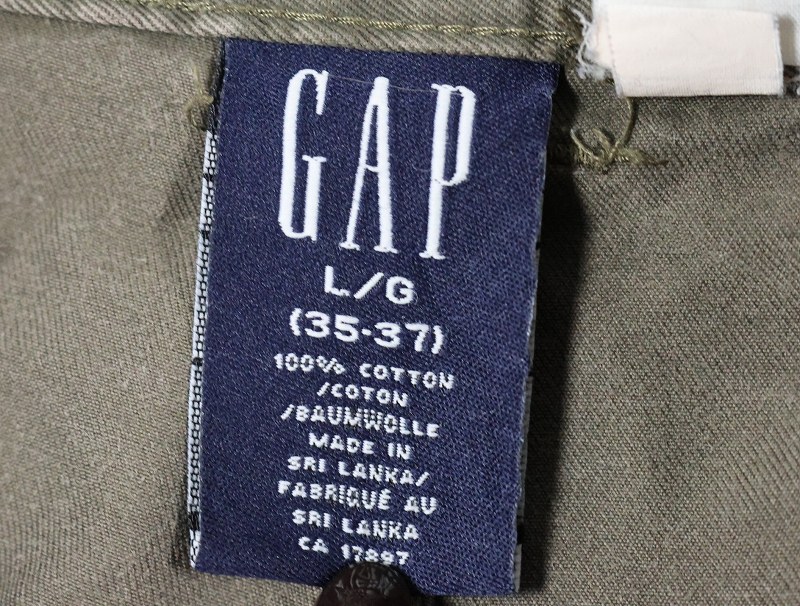 GAP
L/G
(35-37)
100% COTTON
/COTON
/BAUMWOLLE
MADE IN
SRI LANKA/
FABRIQUÉ AU
SRI LANKA
CA 17897